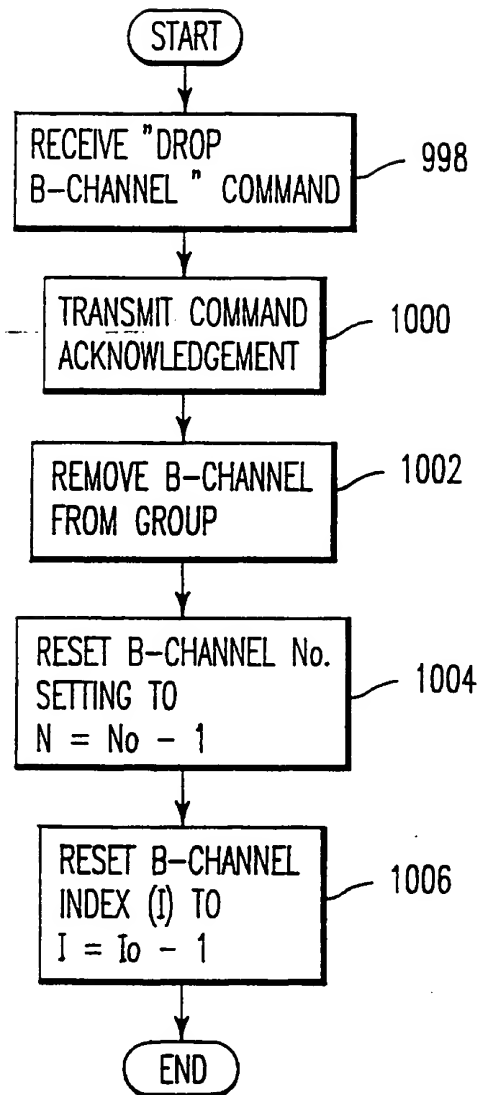 START
RECEIVE "DROP
B-CHANNEL" COMMAND
998
TRANSMIT COMMAND
ACKNOWLEDGEMENT
1000
REMOVE B-CHANNEL
FROM GROUP
1002
RESET B-CHANNEL No.
SETTING TO
N = No - 1
1004
RESET B-CHANNEL
INDEX (I) TO
I = Io - 1
1006
END